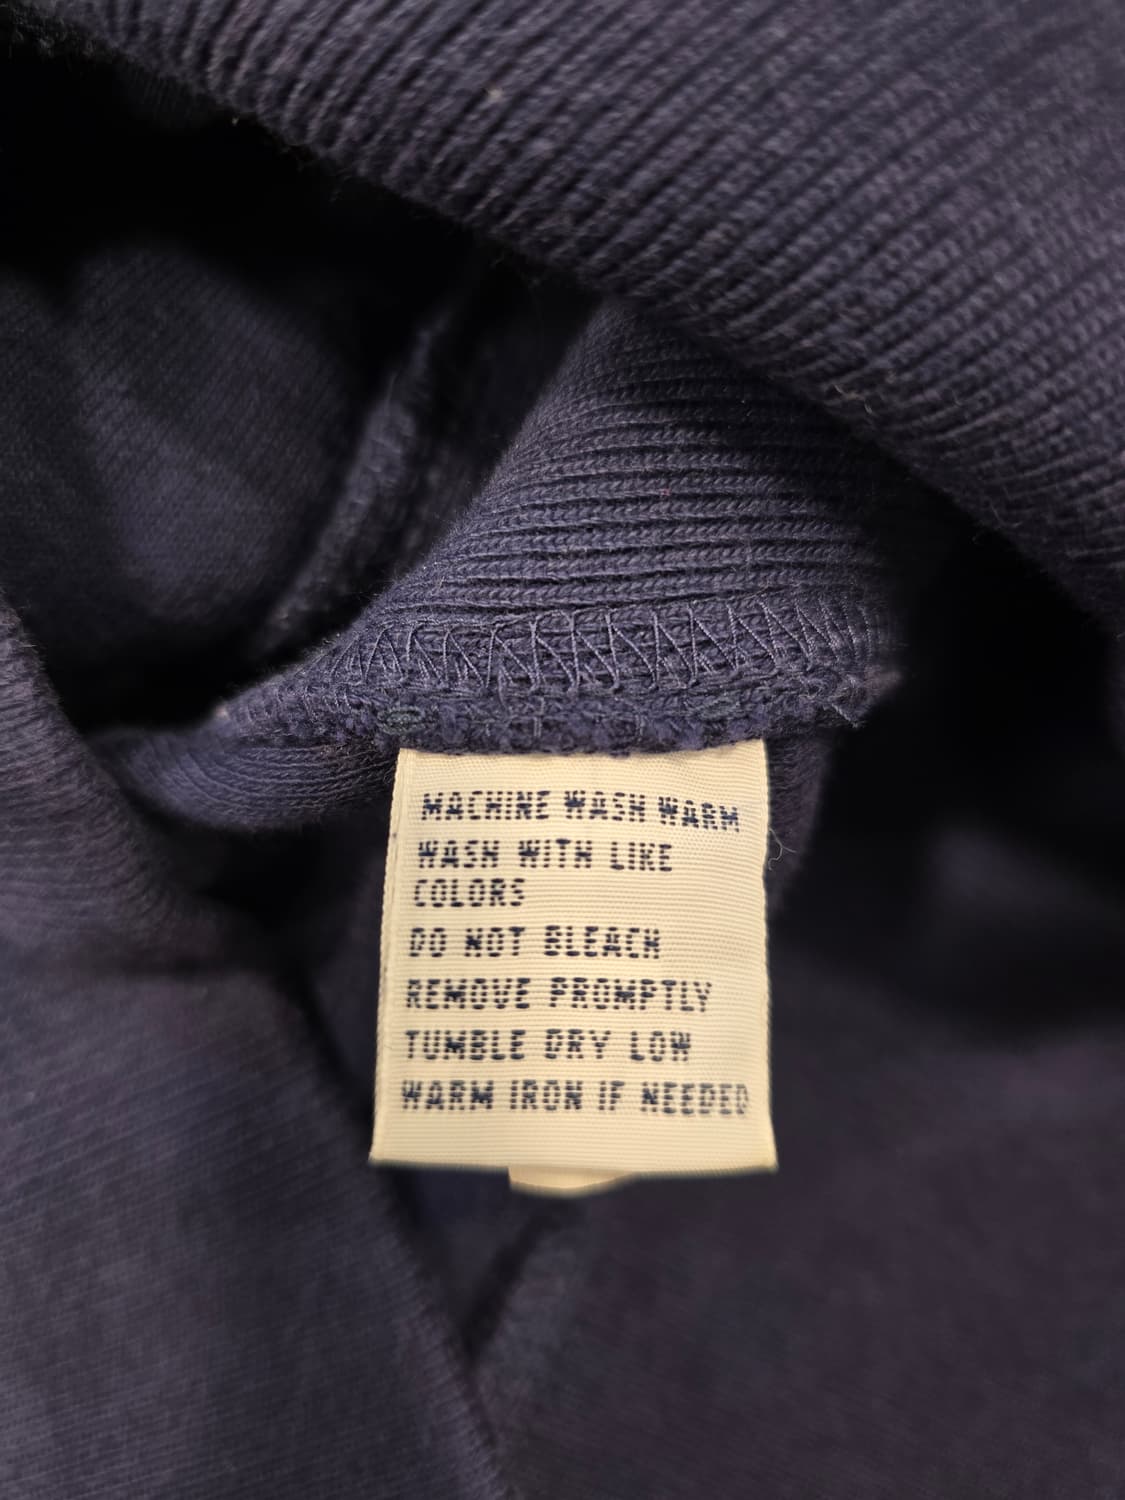 MACHINE WASH WARM
WASH WITH LIKE
COLORS
DO NOT BLEACH
REMOVE PROMPTLY
TUMBLE DRY LOW
WARM IRON IF NEEDED